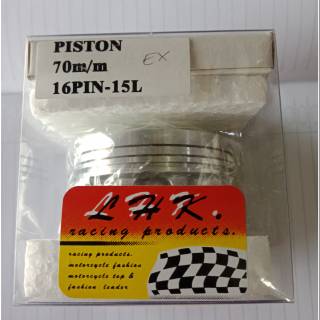 PISTON
70m/m
EX
16PIN-15L
LHK.
racing products.
racing products.
motorcycle fashion
motorcycle top &
fashion leader